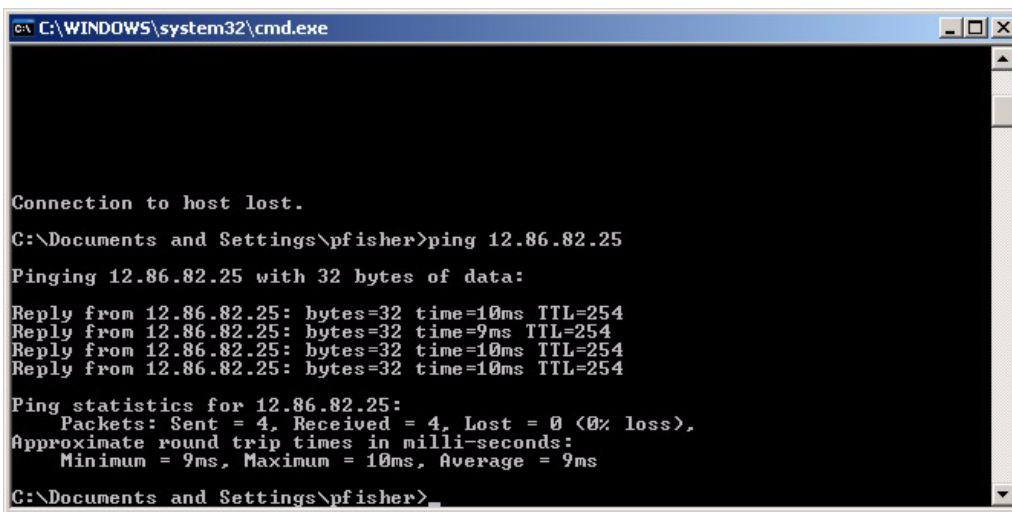 C:\WINDOWS\system32\cmd.exe
Connection to host lost.
C:\Documents and Settings\pfisher>ping 12.86.82.25
Pinging 12.86.82.25 with 32 bytes of data:
Reply from 12.86.82.25: bytes=32 time=10ms TTL=254
Reply from 12.86.82.25: bytes=32 time=9ms TTL=254
Reply from 12.86.82.25: bytes=32 time=10ms TTL=254
Reply from 12.86.82.25: bytes=32 time=10ms TTL=254
Ping statistics for 12.86.82.25:
Packets: Sent = 4, Received = 4, Lost = 0 (0% loss),
Approximate round trip times in milli-seconds:
Minimum = 9ms, Maximum = 10ms, Average = 9ms
C:\Documents and Settings\pfisher>_